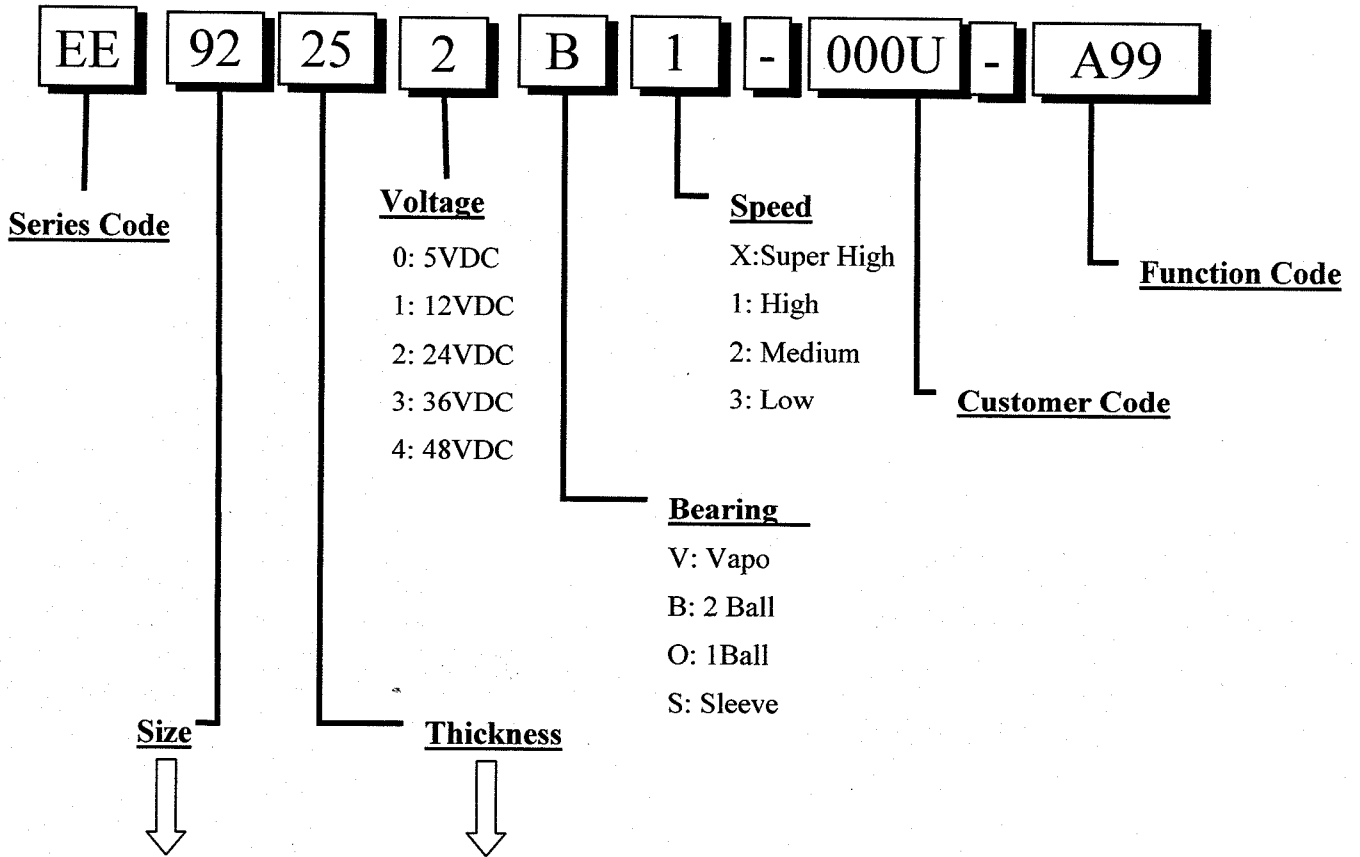 EE 92 25 2 B 1 - 000U - A99
Series Code
Voltage
0: 5VDC
1: 12VDC
2: 24VDC
3: 36VDC
4: 48VDC
Speed
X:Super High
1: High
2: Medium
3: Low
Function Code
Customer Code
Bearing
V: Vapo
B: 2 Ball
O: 1Ball
S: Sleeve
Size
Thickness